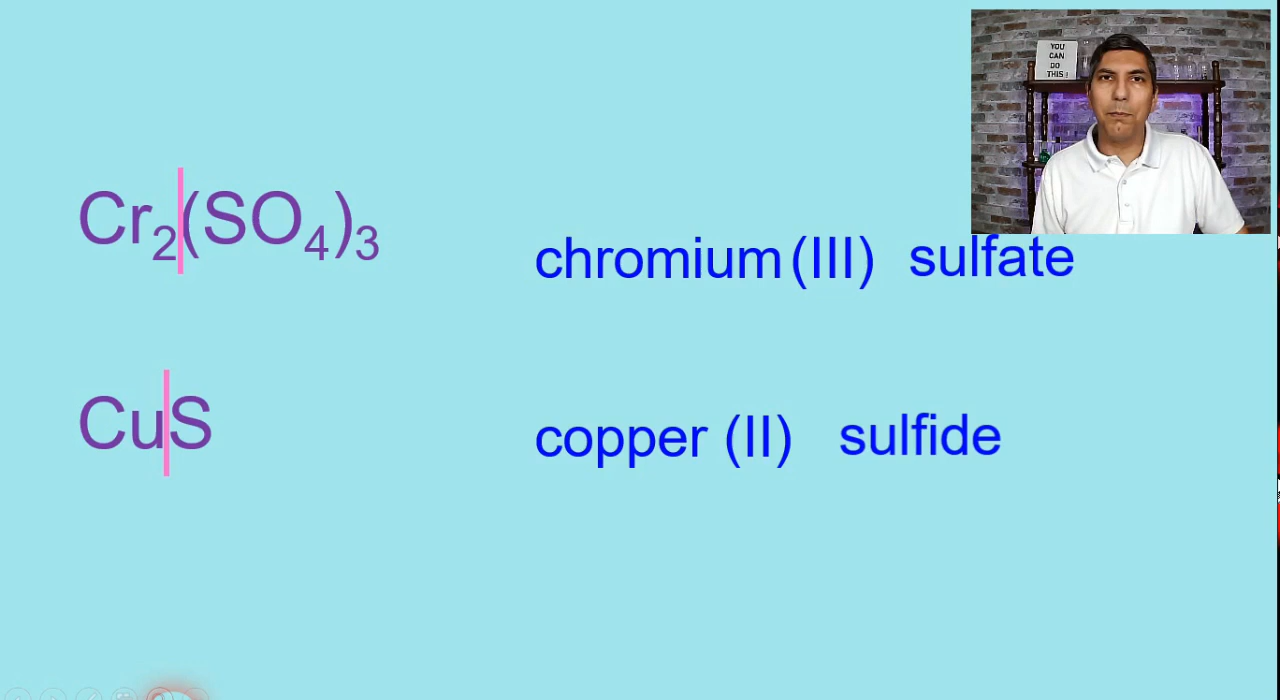 YOU
CAN
DO
THIS!
Cr₂(SO₄)₃ chromium (III) sulfate
CuS copper (II) sulfide